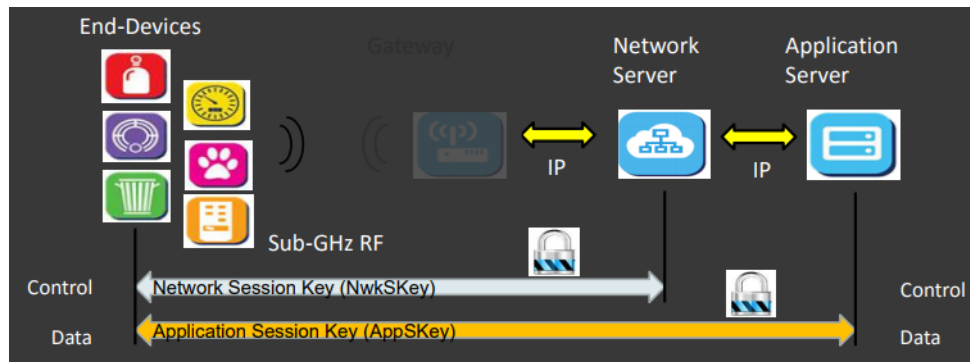 End-Devices
Gateway
Network
Server
Application
Server
IP
IP
Sub-GHz RF
Control
Network Session Key (NwkSKey)
Control
Data
Application Session Key (AppSKey)
Data